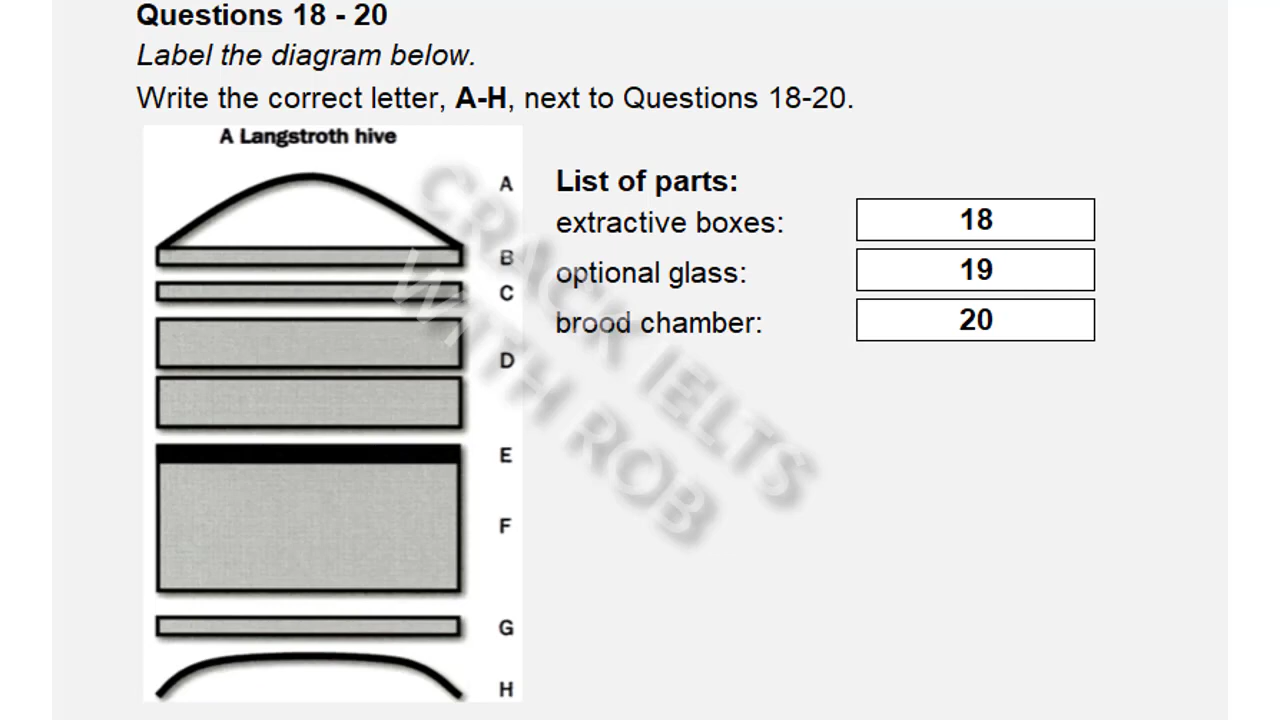 Questions 18 - 20
Label the diagram below.
Write the correct letter, A-H, next to Questions 18-20.
A Langstroth hive
A
B
C
D
E
F
G
H
List of parts:
extractive boxes: 18
optional glass: 19
brood chamber: 20
CRACK IELTS
WITH ROB